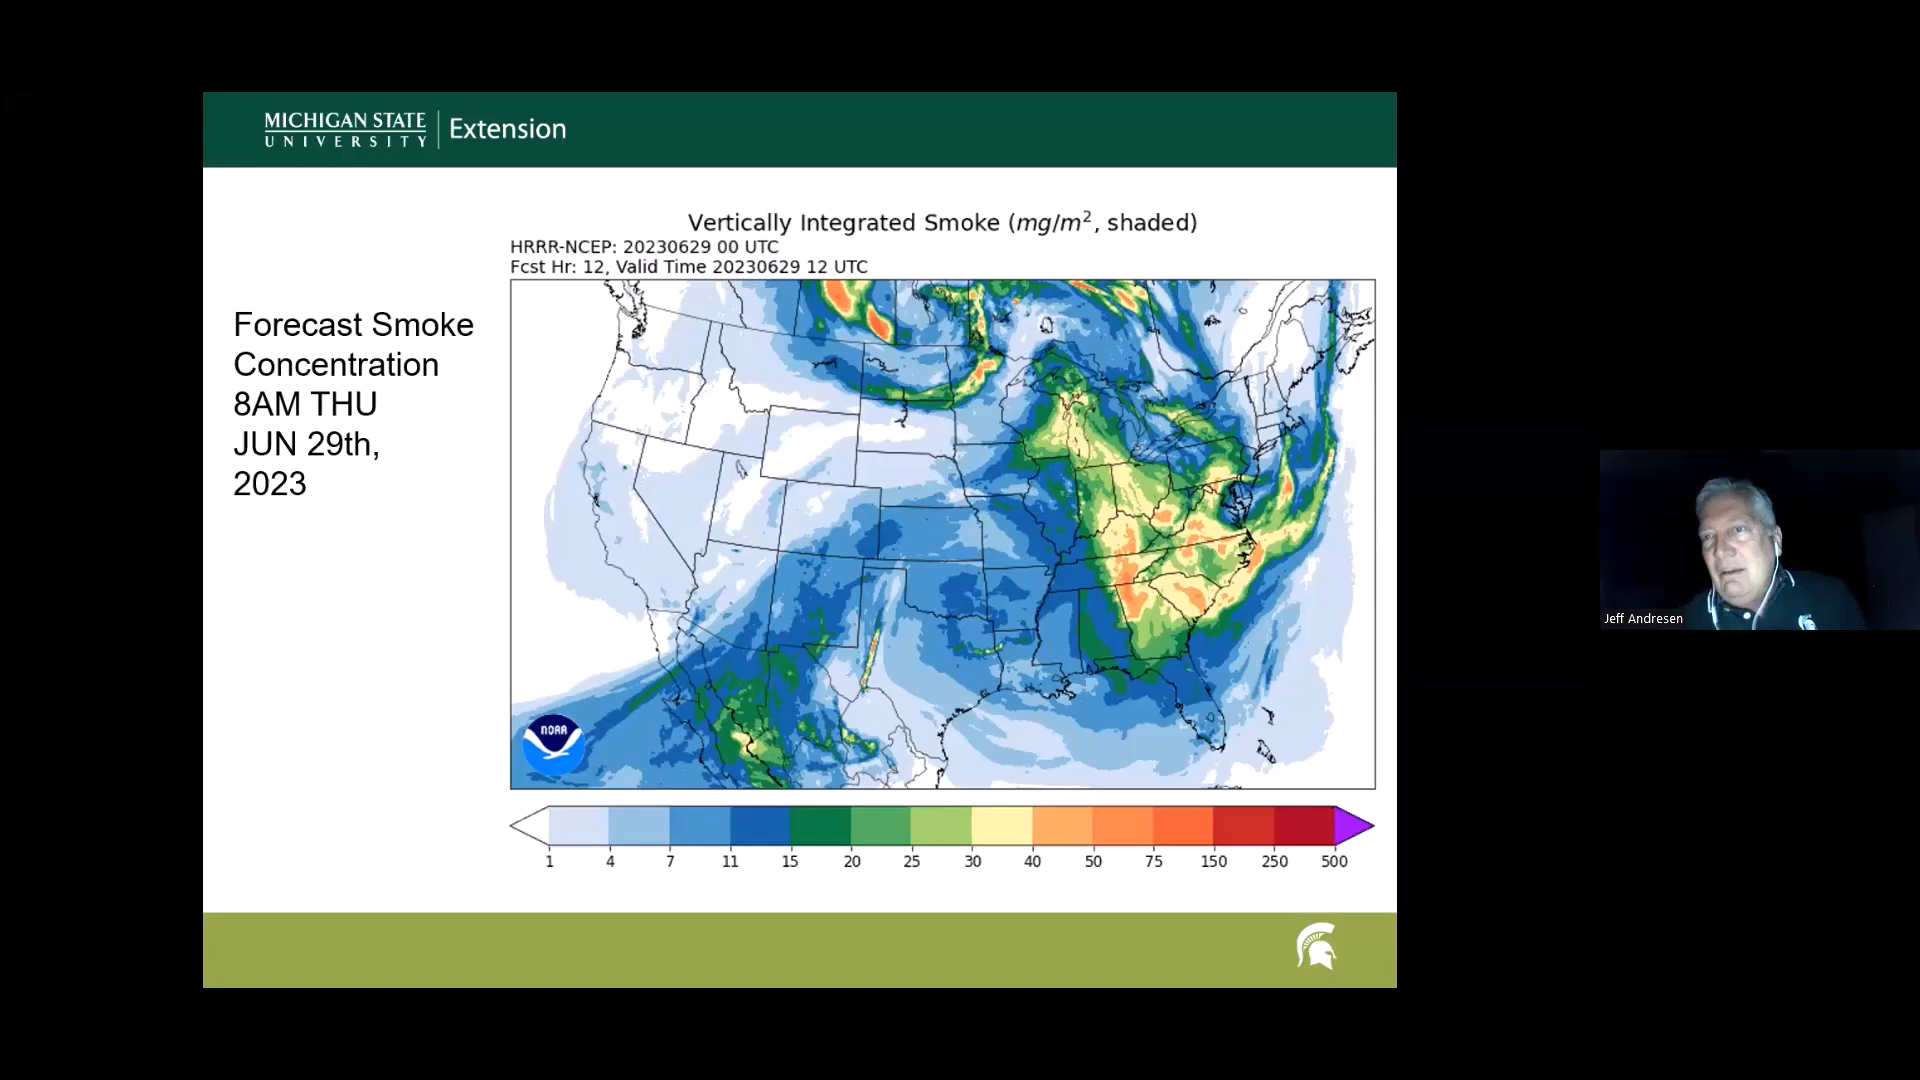 MICHIGAN STATE
UNIVERSITY
Extension
Vertically Integrated Smoke (mg/m², shaded)
HRRR-NCEP: 20230629 00 UTC
Fcst Hr: 12, Valid Time 20230629 12 UTC
Forecast Smoke
Concentration
8AM THU
JUN 29th,
2023
NOAA
Jeff Andresen
1 4 7 11 15 20 25 30 40 50 75 150 250 500